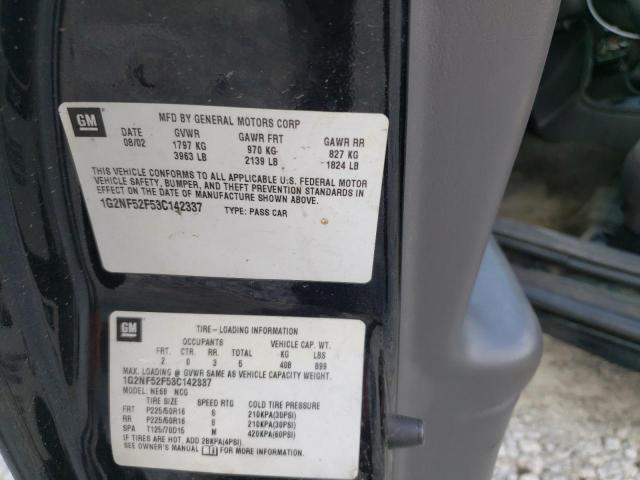 GM
MFD BY GENERAL MOTORS CORP
DATE GVWR GAWR FRT GAWR RR
08/02 1797 KG 970 KG 827 KG
3963 LB 2139 LB 1824 LB
THIS VEHICLE CONFORMS TO ALL APPLICABLE U.S. FEDERAL MOTOR
VEHICLE SAFETY, BUMPER, AND THEFT PREVENTION STANDARDS IN
EFFECT ON THE DATE OF MANUFACTURE SHOWN ABOVE.
1G2NF52F53C142337 TYPE: PASS CAR
GM
TIRE-LOADING INFORMATION
OCCUPANTS VEHICLE CAP. WT.
FRT. CTR. RR. TOTAL KG LBS
2 0 3 5 408 899
MAX. LOADING @ GVWR SAME AS VEHICLE CAPACITY WEIGHT.
1G2NF52F53C142337
MODEL: NE69 NCG
TIRE SIZE SPEED RTG COLD TIRE PRESSURE
FRT P225/50R16 S 210KPA(30PSI)
RR P225/50R16 S 210KPA(30PSI)
SPA T125/70D15 M 420KPA(60PSI)
IF TIRES ARE HOT, ADD 28KPA(4PSI)
SEE OWNER'S MANUAL FOR MORE INFORMATION